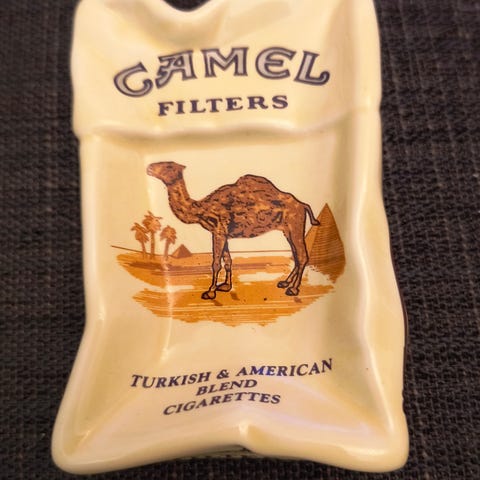 CAMEL
FILTERS
TURKISH & AMERICAN
BLEND
CIGARETTES